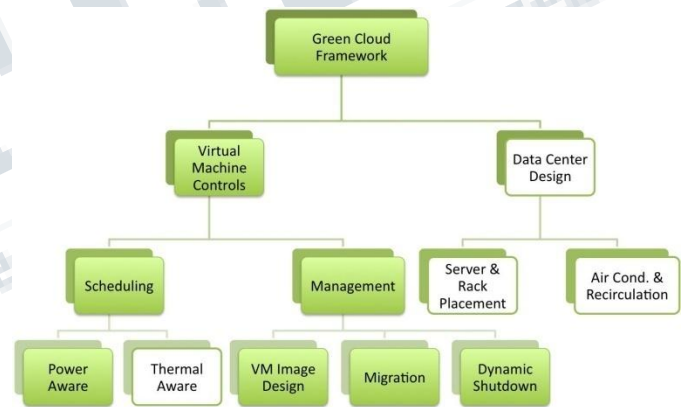 Green Cloud
Framework
Virtual
Machine
Controls
Data Center
Design
Scheduling
Management
Server &
Rack
Placement
Air Cond. &
Recirculation
Power
Aware
Thermal
Aware
VM Image
Design
Migration
Dynamic
Shutdown